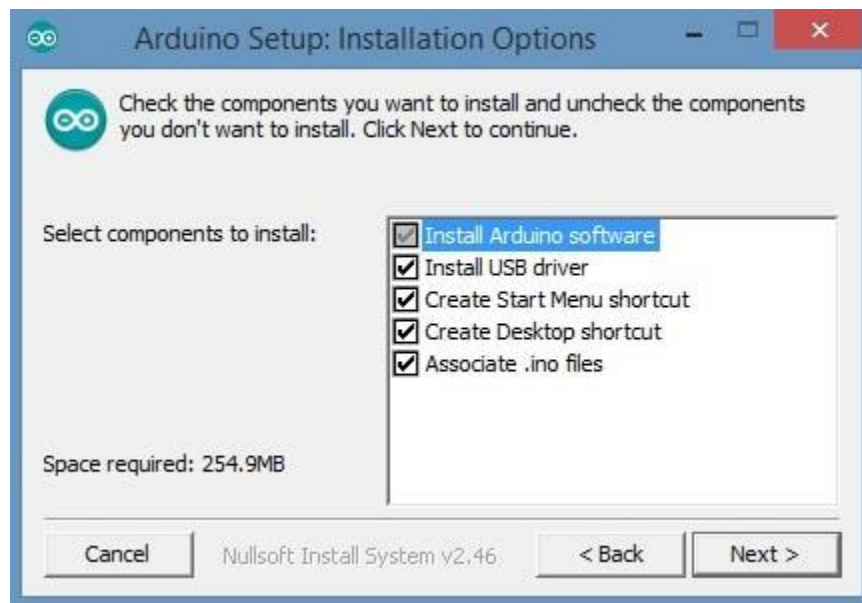 Arduino Setup: Installation Options
Check the components you want to install and uncheck the components
you don't want to install. Click Next to continue.
Select components to install:
Install Arduino software
Install USB driver
Create Start Menu shortcut
Create Desktop shortcut
Associate .ino files
Space required: 254.9MB
Cancel
Nullsoft Install System v2.46
< Back
Next >